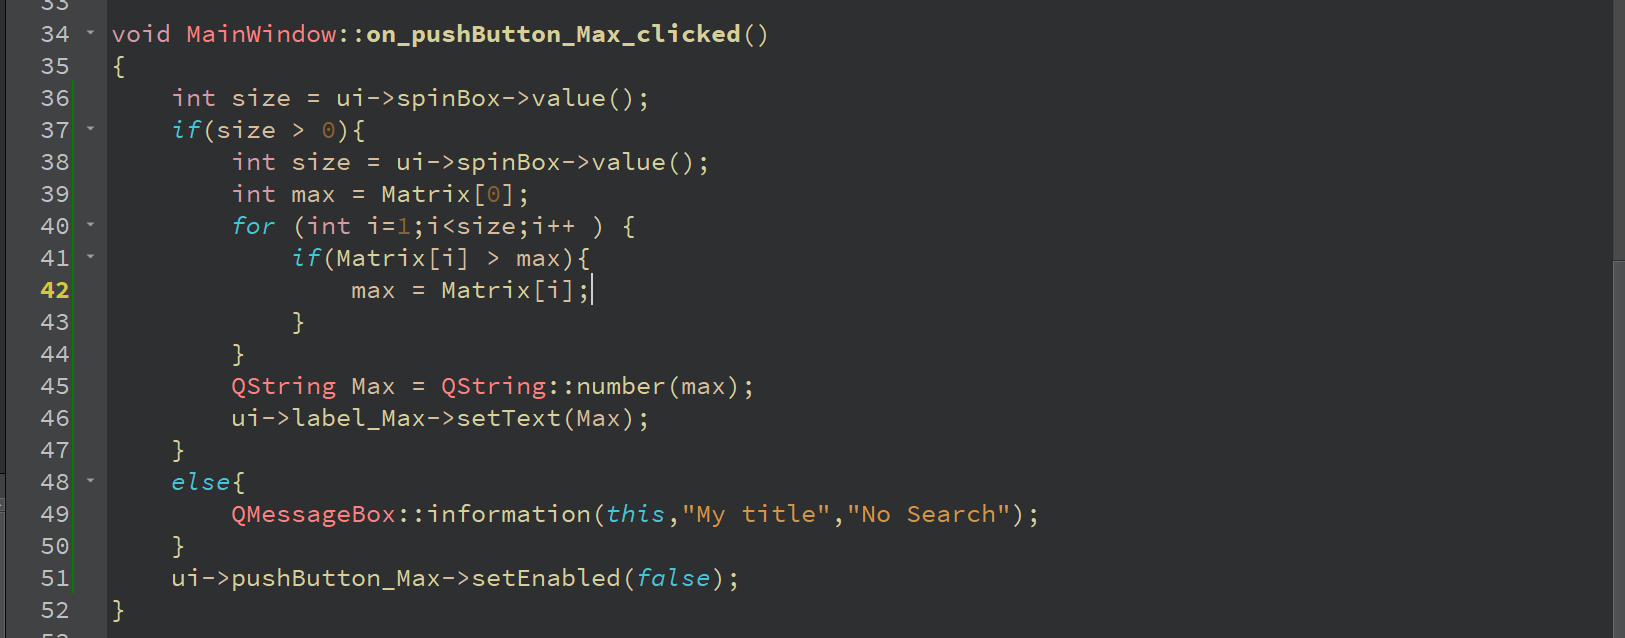 33
34 void MainWindow::on_pushButton_Max_clicked()
35 {
36     int size = ui->spinBox->value();
37     if(size > 0){
38         int size = ui->spinBox->value();
39         int max = Matrix[0];
40         for (int i=1;i<size;i++ ) {
41             if(Matrix[i] > max){
42                 max = Matrix[i];
43             }
44         }
45         QString Max = QString::number(max);
46         ui->label_Max->setText(Max);
47     }
48     else{
49         QMessageBox::information(this,"My title","No Search");
50     }
51     ui->pushButton_Max->setEnabled(false);
52 }
53